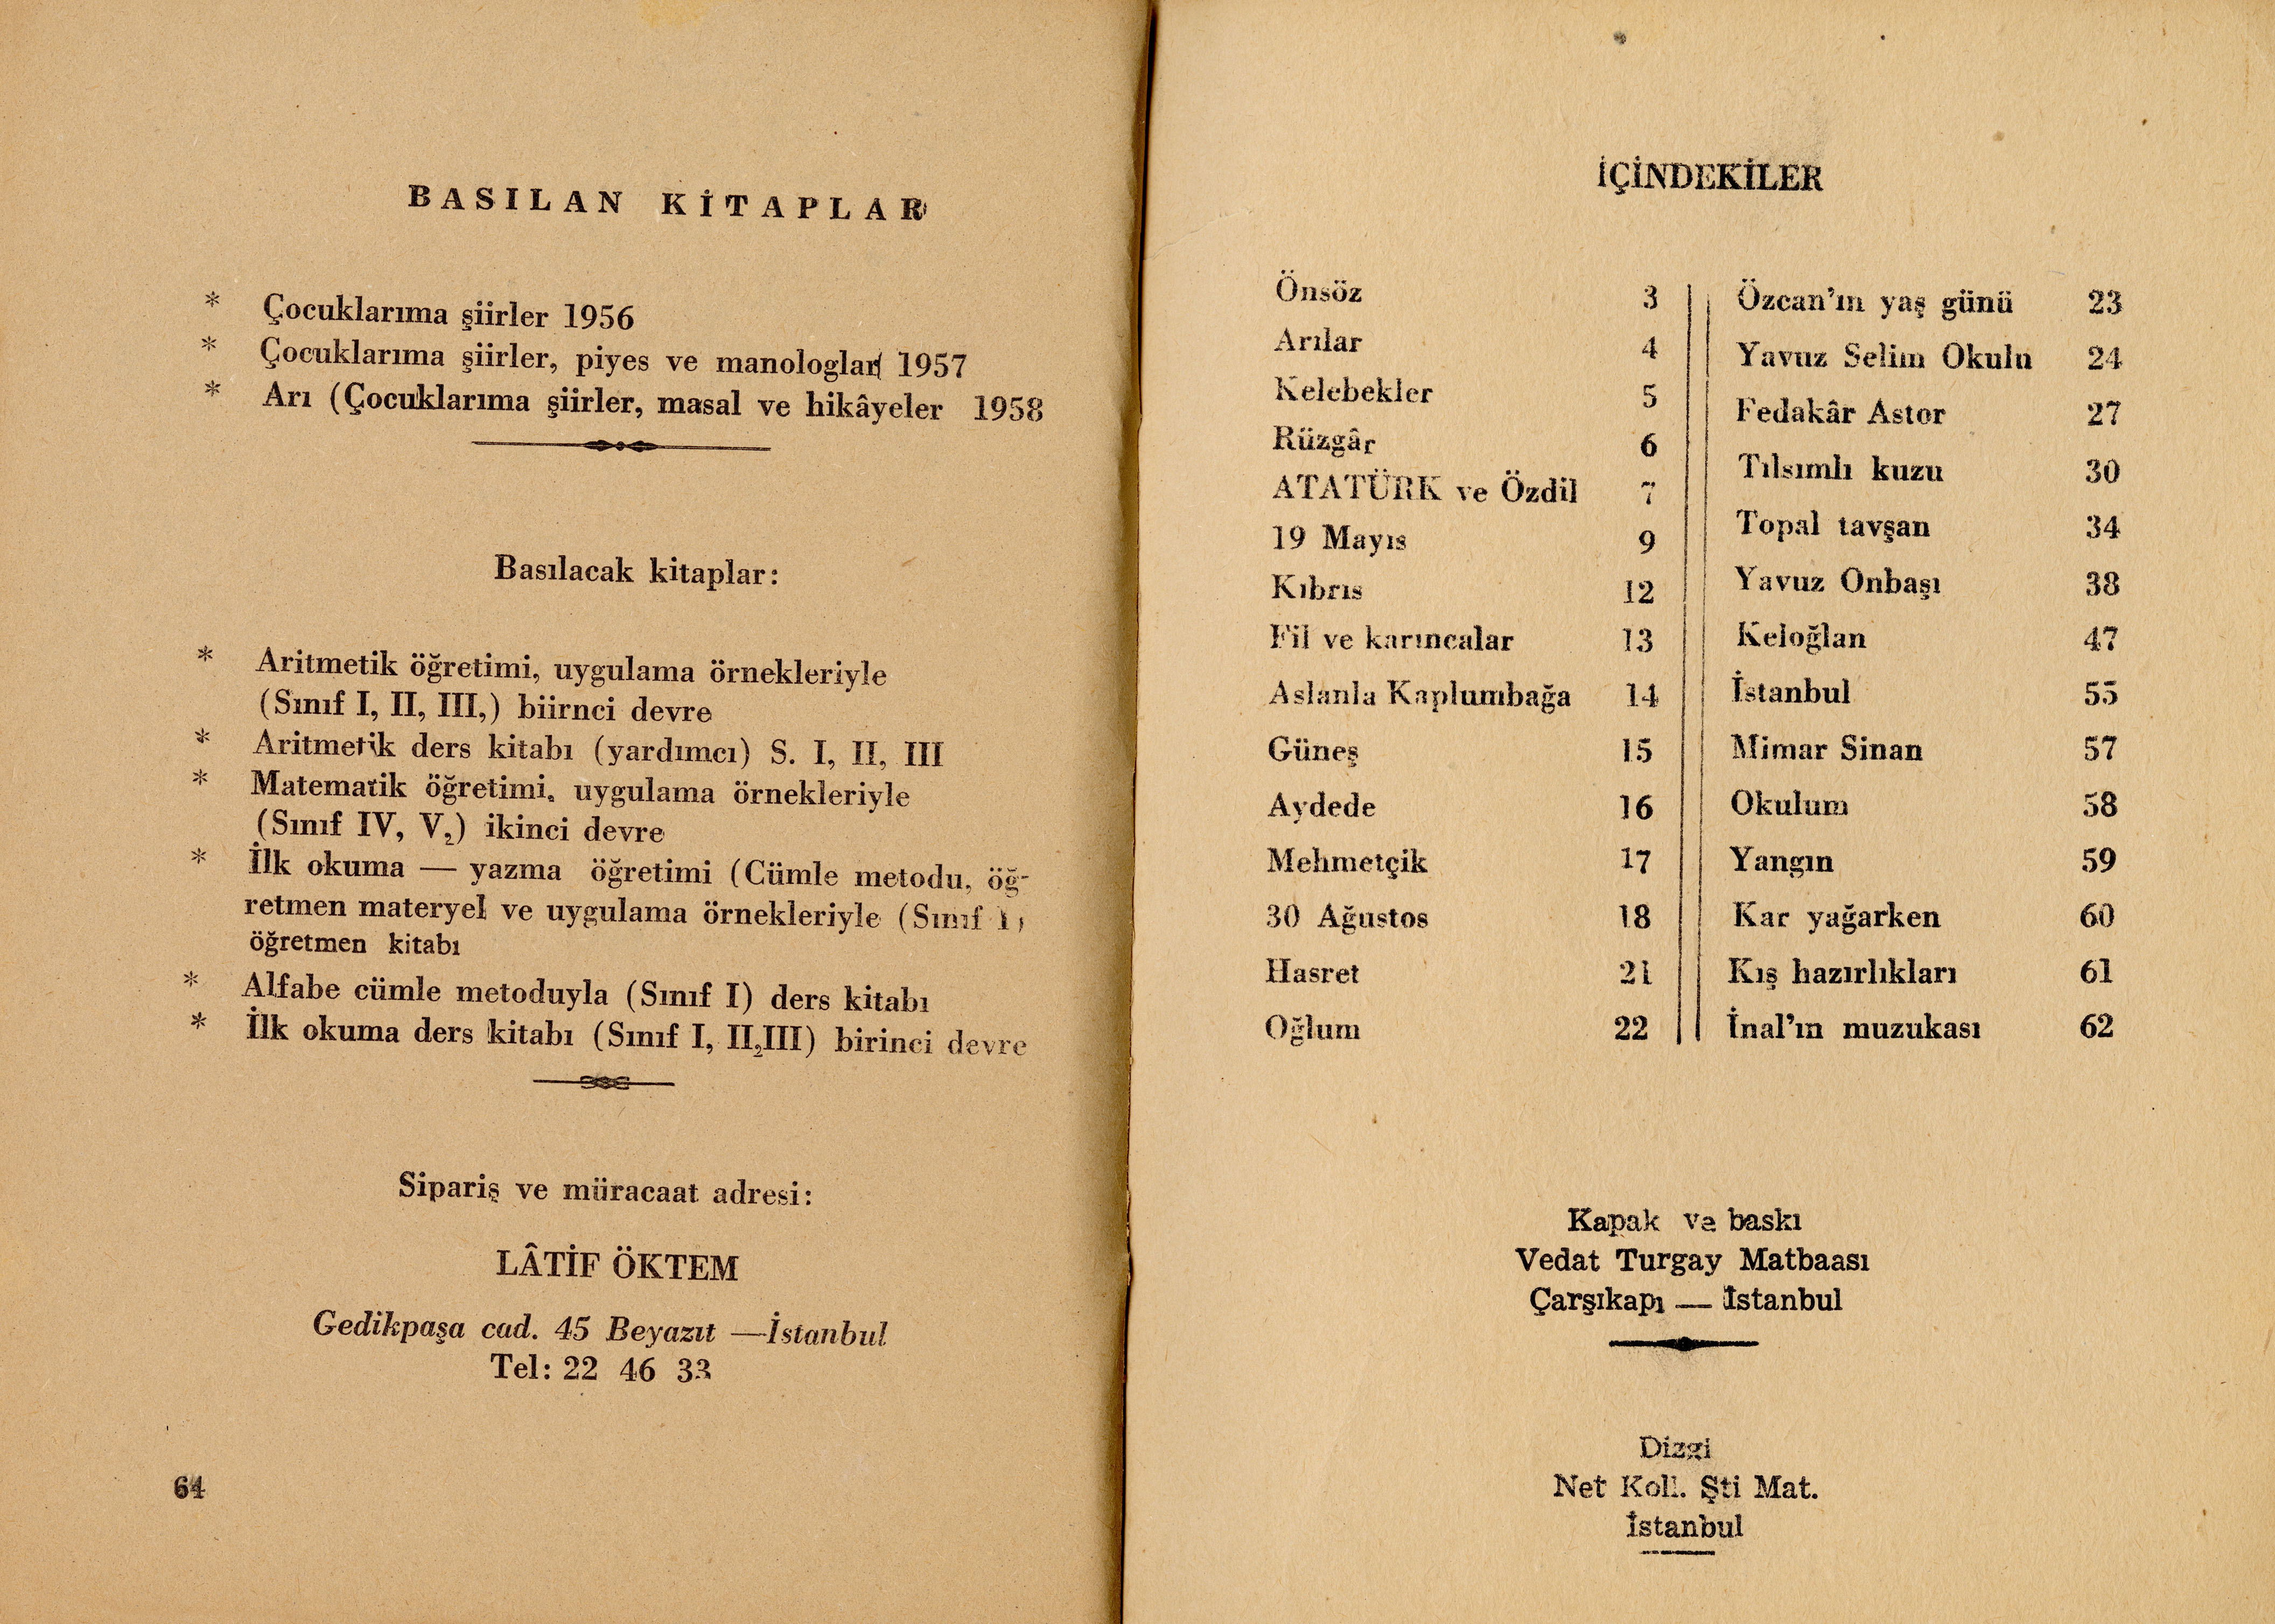 BASILAN KİTAPLAR
* Çocuklarıma şiirler 1956
* Çocuklarıma şiirler, piyes ve manologlar( 1957
* Arı (Çocuklarıma şiirler, masal ve hikâyeler 1958
Basılacak kitaplar:
* Aritmetik öğretimi, uygulama örnekleriyle
(Sınıf I, II, III,) biirnci devre
* Aritmetik ders kitabı (yardımcı) S. I, II, III
* Matematik öğretimi, uygulama örnekleriyle
(Sınıf IV, V,) ikinci devre
* İlk okuma — yazma öğretimi (Cümle metodu, öğ-
retmen materyel ve uygulama örnekleriyle (Sınıf I)
öğretmen kitabı
* Alfabe cümle metoduyla (Sınıf I) ders kitabı
* İlk okuma ders kitabı (Sınıf I, II,III) birinci devre
Sipariş ve müracaat adresi:
LÂTİF ÖKTEM
Gedikpaşa cad. 45 Beyazıt —İstanbul
Tel: 22 46 33
64
İÇİNDEKİLER
Önsöz 3
Arılar 4
Kelebekler 5
Rüzgâr 6
ATATÜRK ve Özdil 7
19 Mayıs 9
Kıbrıs 12
Fil ve karıncalar 13
Aslanla Kaplumbağa 14
Güneş 15
Aydede 16
Mehmetçik 17
30 Ağustos 18
Hasret 21
Oğlum 22
Özcan'ın yaş günü 23
Yavuz Selim Okulu 24
Fedakâr Astor 27
Tılsımlı kuzu 30
Topal tavşan 34
Yavuz Onbaşı 38
Keloğlan 47
İstanbul 55
Mimar Sinan 57
Okulum 58
Yangın 59
Kar yağarken 60
Kış hazırlıkları 61
İnal'ın muzukası 62
Kapak ve baskı
Vedat Turgay Matbaası
Çarşıkapı — İstanbul
Dizgi
Net Koll. Şti Mat.
İstanbul